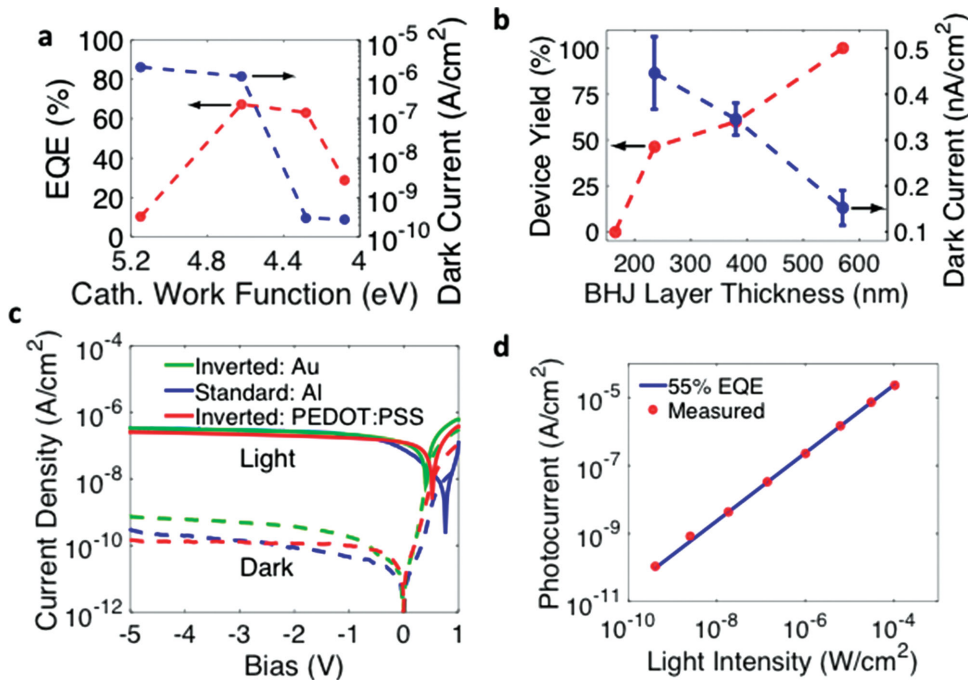 a
EQE (%)
100
80
60
40
20
0
10-5
10-6
10-7
10-8
10-9
10-10
Dark Current (A/cm2)
5.2 4.8 4.4 4
Cath. Work Function (eV)
b
Device Yield (%)
100
75
50
25
0
0.5
0.4
0.3
0.2
0.1
Dark Current (nA/cm2)
200 300 400 500 600
BHJ Layer Thickness (nm)
c
Current Density (A/cm2)
10-4
10-6
10-8
10-10
10-12
Inverted: Au
Standard: Al
Inverted: PEDOT:PSS
Light
Dark
-5 -4 -3 -2 -1 0 1
Bias (V)
d
Photocurrent (A/cm2)
10-5
10-7
10-9
10-11
55% EQE
Measured
10-10 10-8 10-6 10-4
Light Intensity (W/cm2)